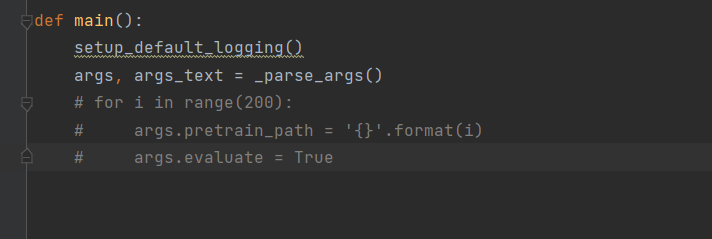 def main():
    setup_default_logging()
    args, args_text = _parse_args()
    # for i in range(200):
    #     args.pretrain_path = '{}'.format(i)
    #     args.evaluate = True